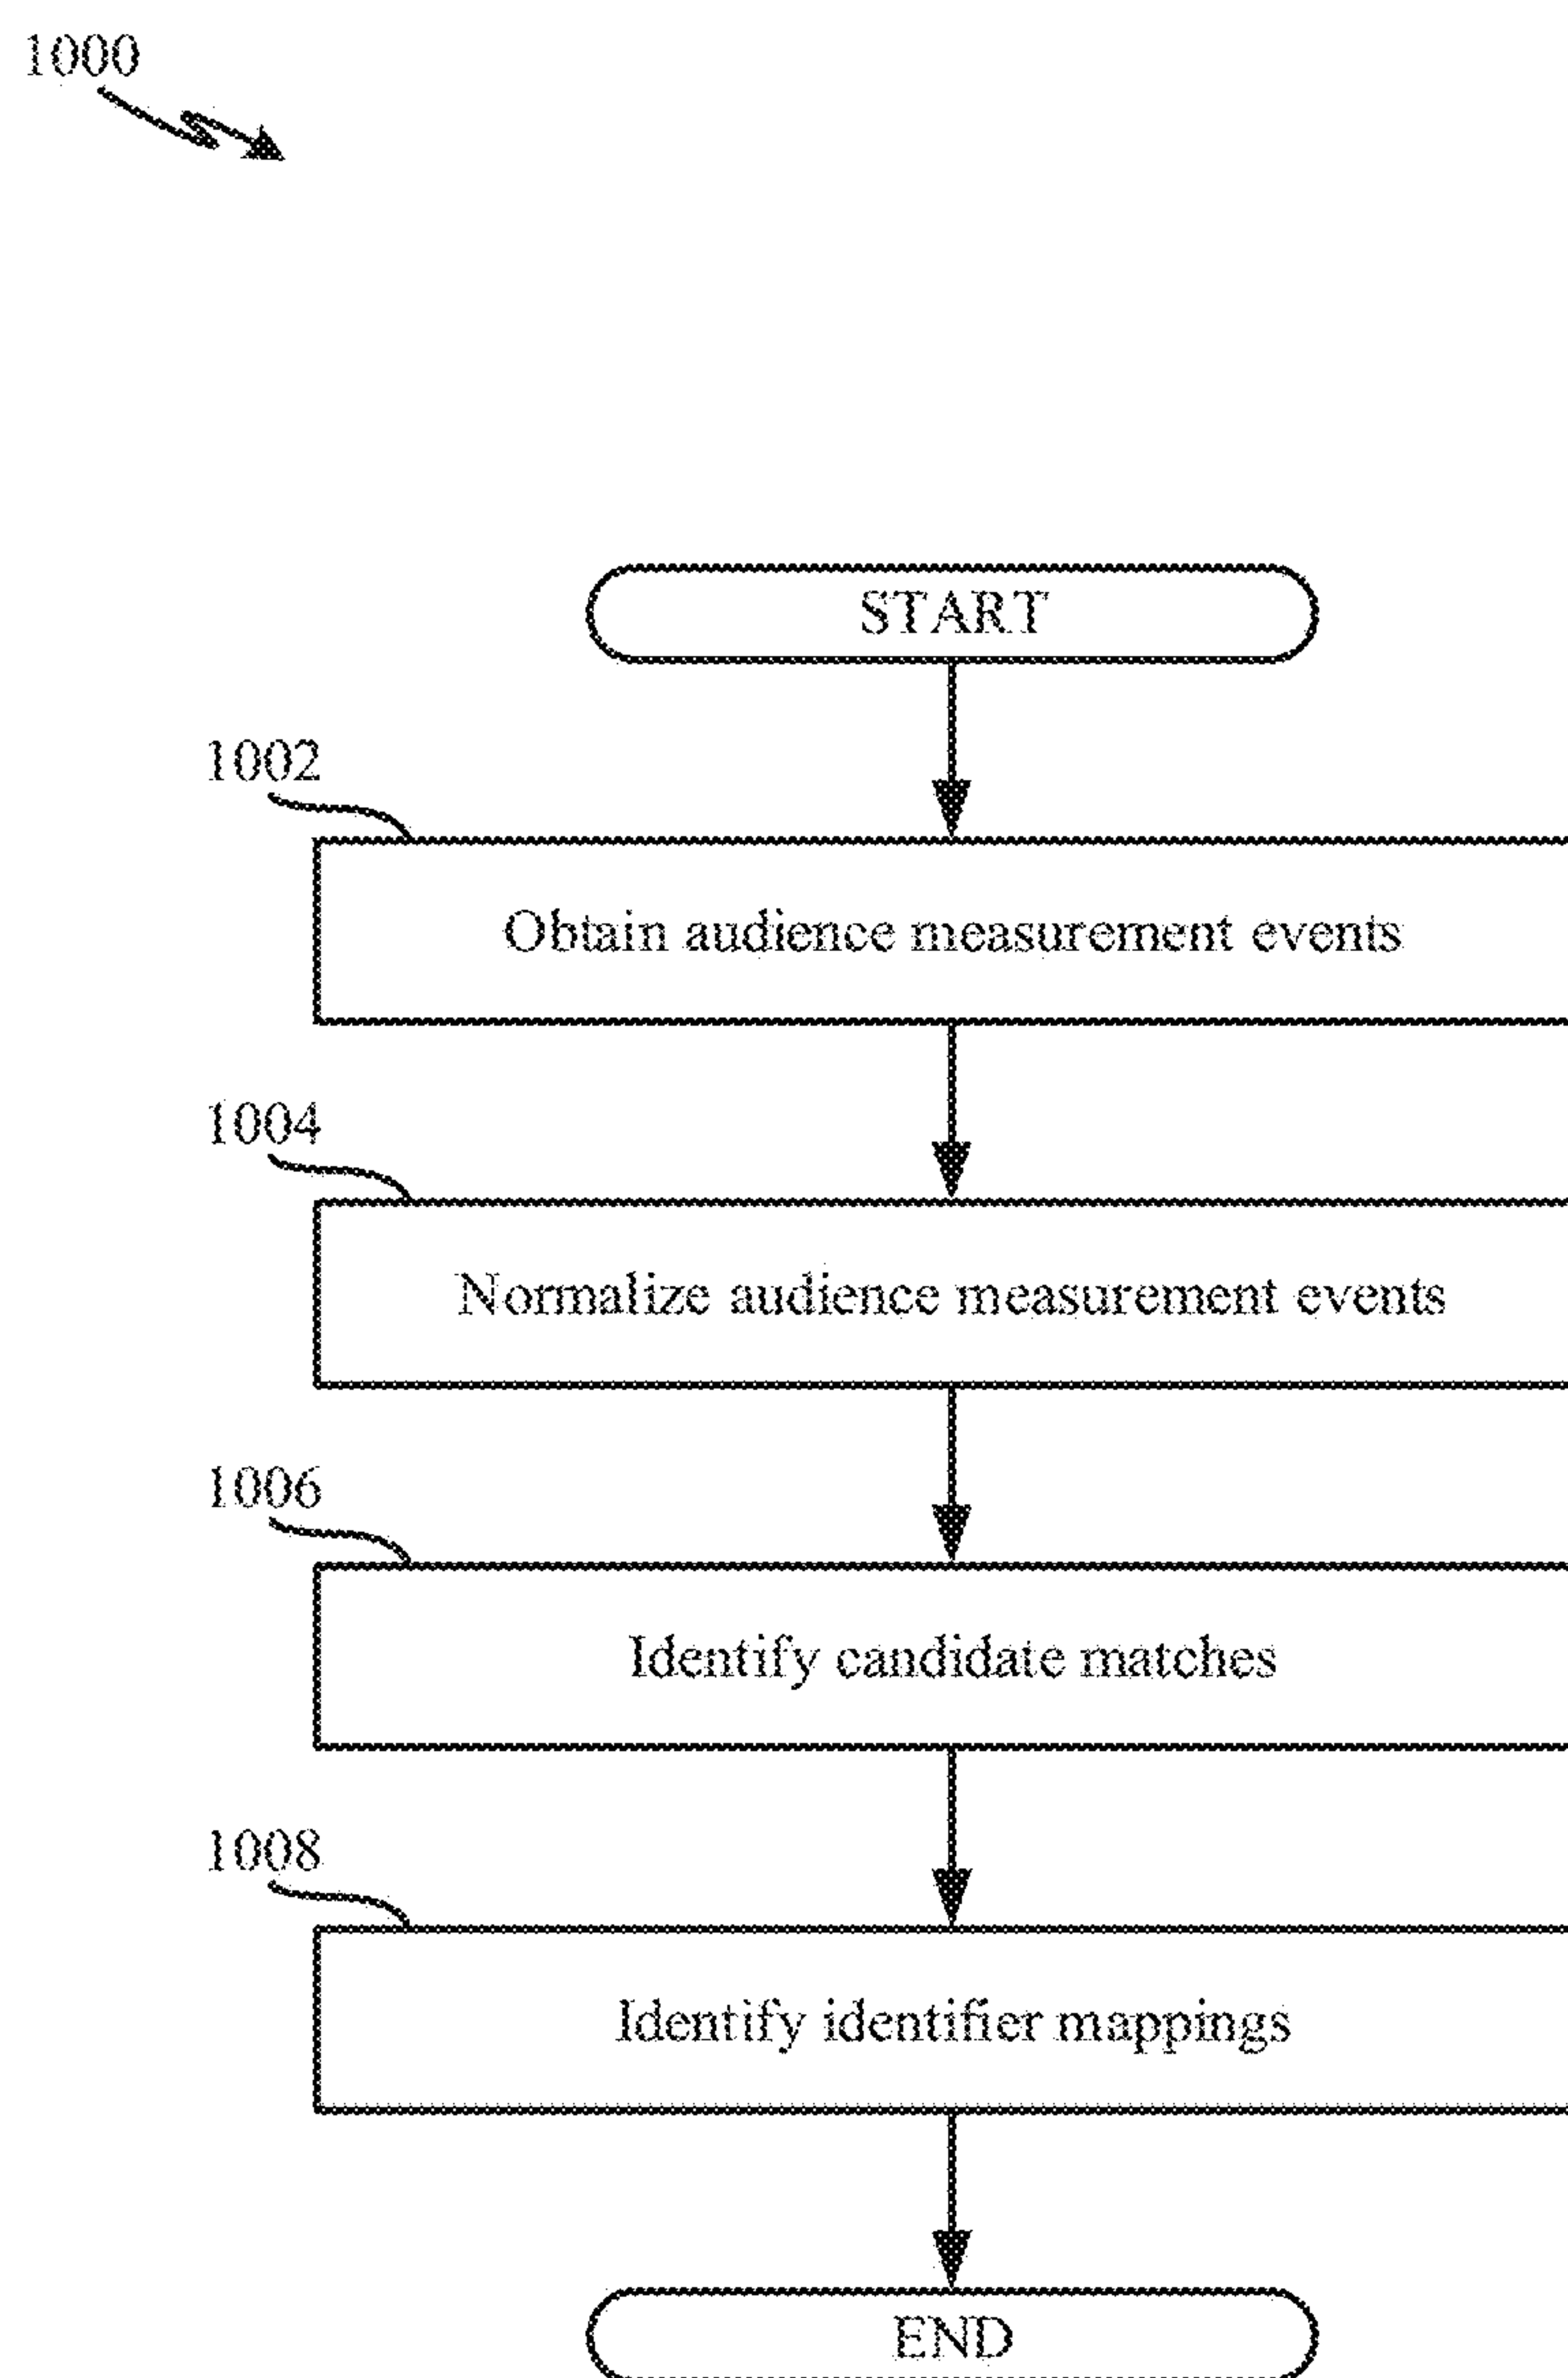 1000
START
1002
Obtain audience measurement events
1004
Normalize audience measurement events
1006
Identify candidate matches
1008
Identify identifier mappings
END